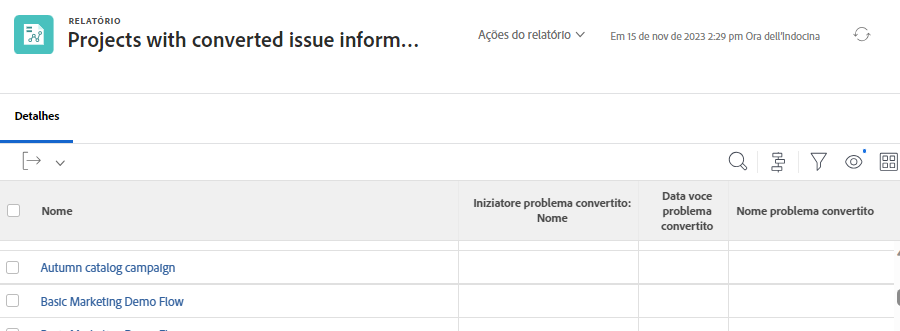 RELATÓRIO
Projects with converted issue inform...
Ações do relatório
Em 15 de nov de 2023 2:29 pm Ora dell'Indocina
Detalhes
Nome
Iniziatore problema convertito:
Nome
Data voce
problema
convertito
Nome problema convertito
Autumn catalog campaign
Basic Marketing Demo Flow